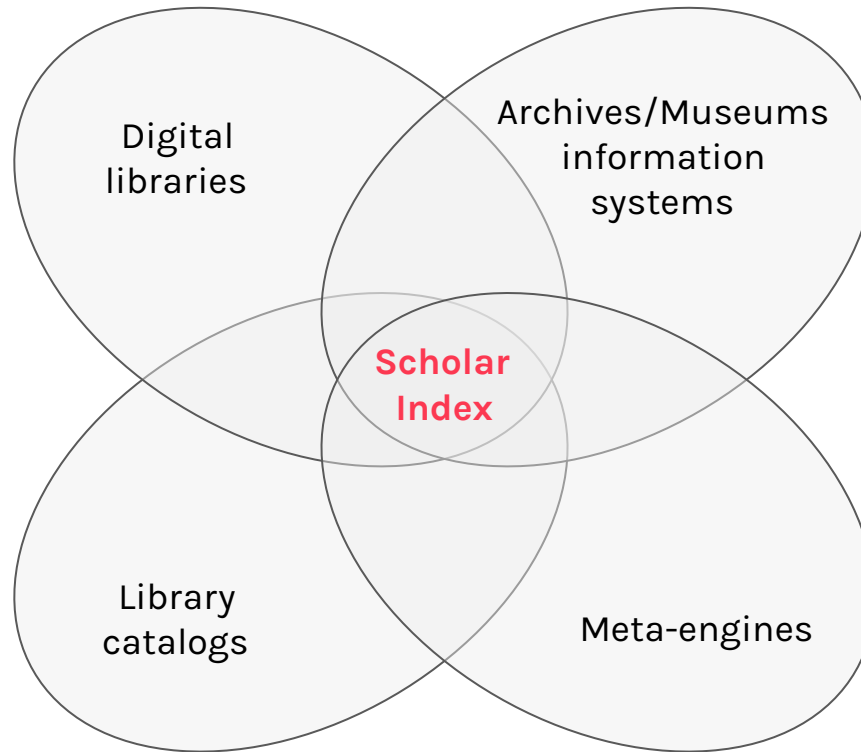 Digital
libraries
Archives/Museums
information
systems
Scholar
Index
Library
catalogs
Meta-engines